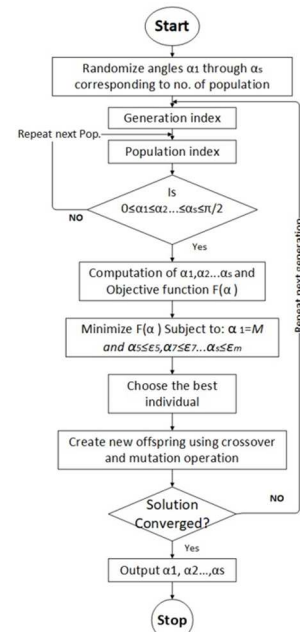 Start
Randomize angles α1 through αs
corresponding to no. of population
Generation index
Repeat next Pop.
Population index
Is
0≤α1≤α2...≤αs≤π/2
NO
Yes
Computation of α1,α2...αs and
Objective function F(α )
Minimize F(α ) Subject to: α 1=M
and α5≤ε5,α7≤ε7...αs≤εm
Choose the best
individual
Create new offspring using crossover
and mutation operation
Solution
Converged?
NO
Repeat next generation
Yes
Output α1, α2...,αs
Stop